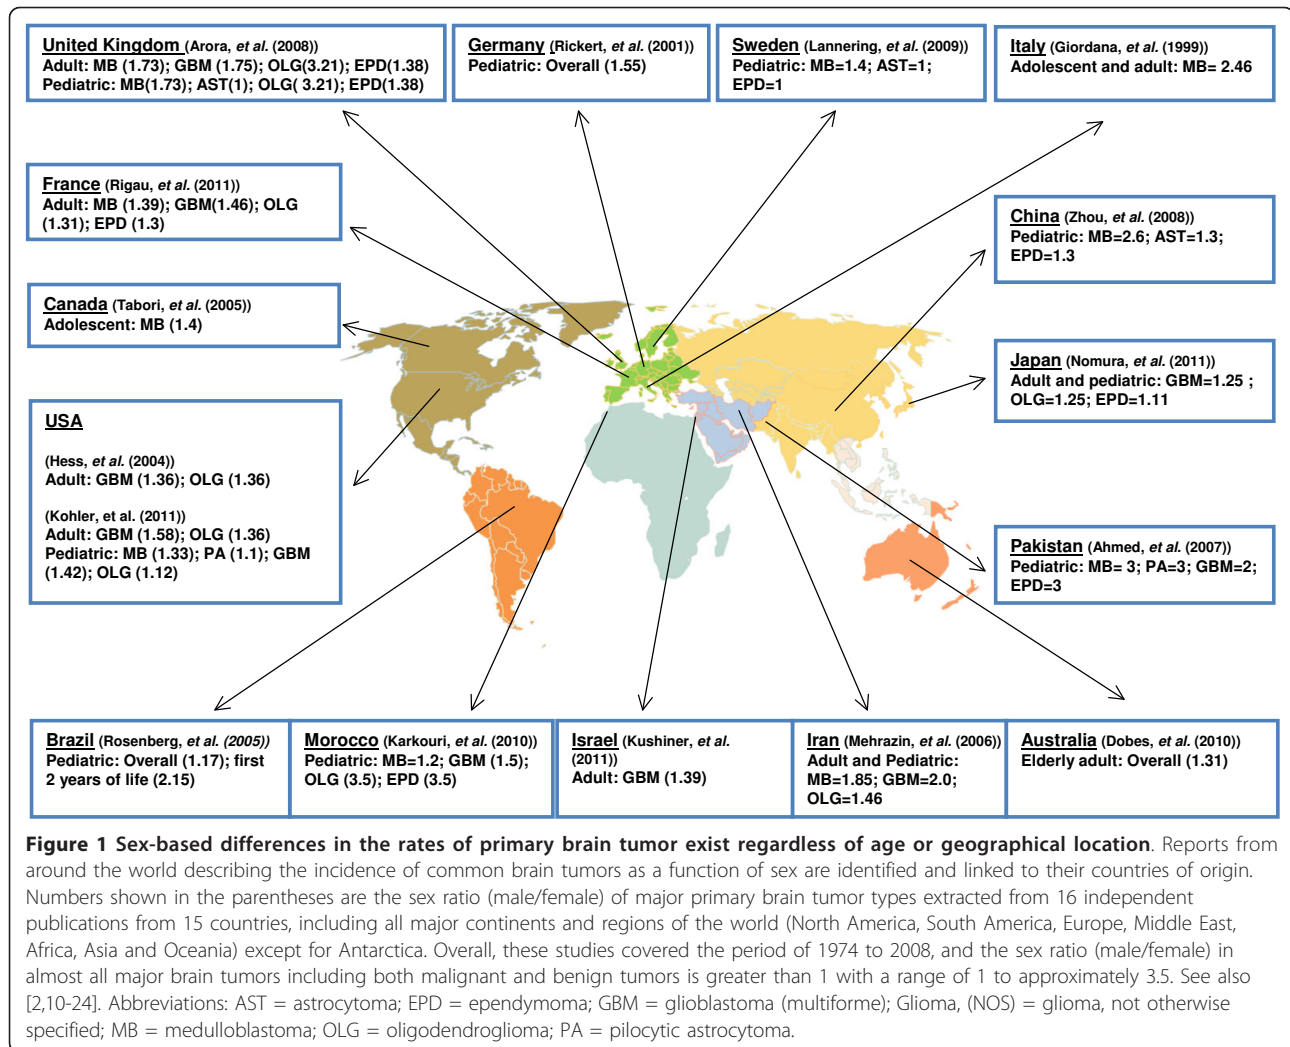 United Kingdom (Arora, et al. (2008))
Adult: MB (1.73); GBM (1.75); OLG(3.21); EPD(1.38)
Pediatric: MB(1.73); AST(1); OLG( 3.21); EPD(1.38)
Germany (Rickert, et al. (2001)
Pediatric: Overall (1.55)
Sweden (Lannering, et al. (2009))
Pediatric: MB=1.4; AST=1;
EPD=1
Italy (Giordana, et al. (1999))
Adolescent and adult: MB= 2.46
France (Rigau, et al. (2011))
Adult: MB (1.39); GBM(1.46); OLG
(1.31); EPD (1.3)
China (Zhou, et al. (2008))
Pediatric: MB=2.6; AST=1.3;
EPD=1.3
Canada (Tabori, et al. (2005))
Adolescent: MB (1.4)
Japan (Nomura, et al. (2011))
Adult and pediatric: GBM=1.25 ;
OLG=1.25; EPD=1.11
USA
(Hess, et al. (2004))
Adult: GBM (1.36); OLG (1.36)
(Kohler, et al. (2011)
Adult: GBM (1.58); OLG (1.36)
Pediatric: MB (1.33); PA (1.1); GBM
(1.42); OLG (1.12)
Pakistan (Ahmed, et al. (2007))
Pediatric: MB= 3; PA=3; GBM=2;
EPD=3
Brazil (Rosenberg, et al. (2005))
Pediatric: Overall (1.17); first
2 years of life (2.15)
Morocco (Karkouri, et al. (2010))
Pediatric: MB=1.2; GBM (1.5);
OLG (3.5); EPD (3.5)
Israel (Kushiner, et al.
(2011))
Adult: GBM (1.39)
Iran (Mehrazin, et al. (2006))
Adult and Pediatric:
MB=1.85; GBM=2.0;
OLG=1.46
Australia (Dobes, et al. (2010))
Elderly adult: Overall (1.31)
Figure 1 Sex-based differences in the rates of primary brain tumor exist regardless of age or geographical location. Reports from
around the world describing the incidence of common brain tumors as a function of sex are identified and linked to their countries of origin.
Numbers shown in the parentheses are the sex ratio (male/female) of major primary brain tumor types extracted from 16 independent
publications from 15 countries, including all major continents and regions of the world (North America, South America, Europe, Middle East,
Africa, Asia and Oceania) except for Antarctica. Overall, these studies covered the period of 1974 to 2008, and the sex ratio (male/female) in
almost all major brain tumors including both malignant and benign tumors is greater than 1 with a range of 1 to approximately 3.5. See also
[2,10-24]. Abbreviations: AST = astrocytoma; EPD = ependymoma; GBM = glioblastoma (multiforme); Glioma, (NOS) = glioma, not otherwise
specified; MB = medulloblastoma; OLG = oligodendroglioma; PA = pilocytic astrocytoma.